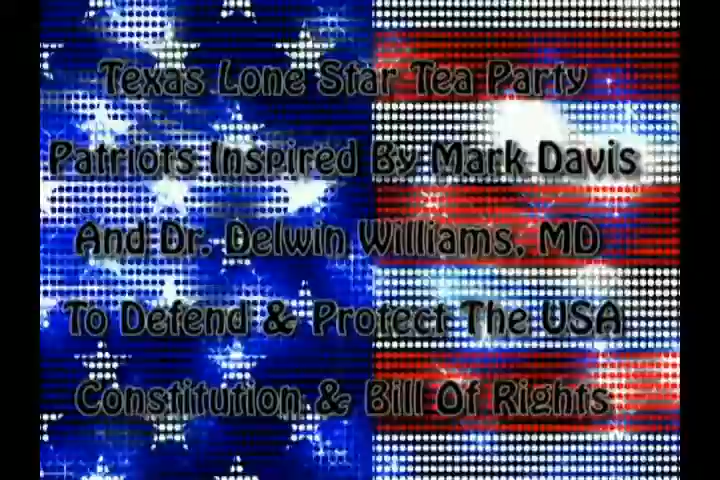 Texas Lone Star Tea Party
Patriots Inspired By Mark Davis
And Dr. Delwin Williams, MD
To Defend & Protect The USA
Constitution & Bill Of Rights